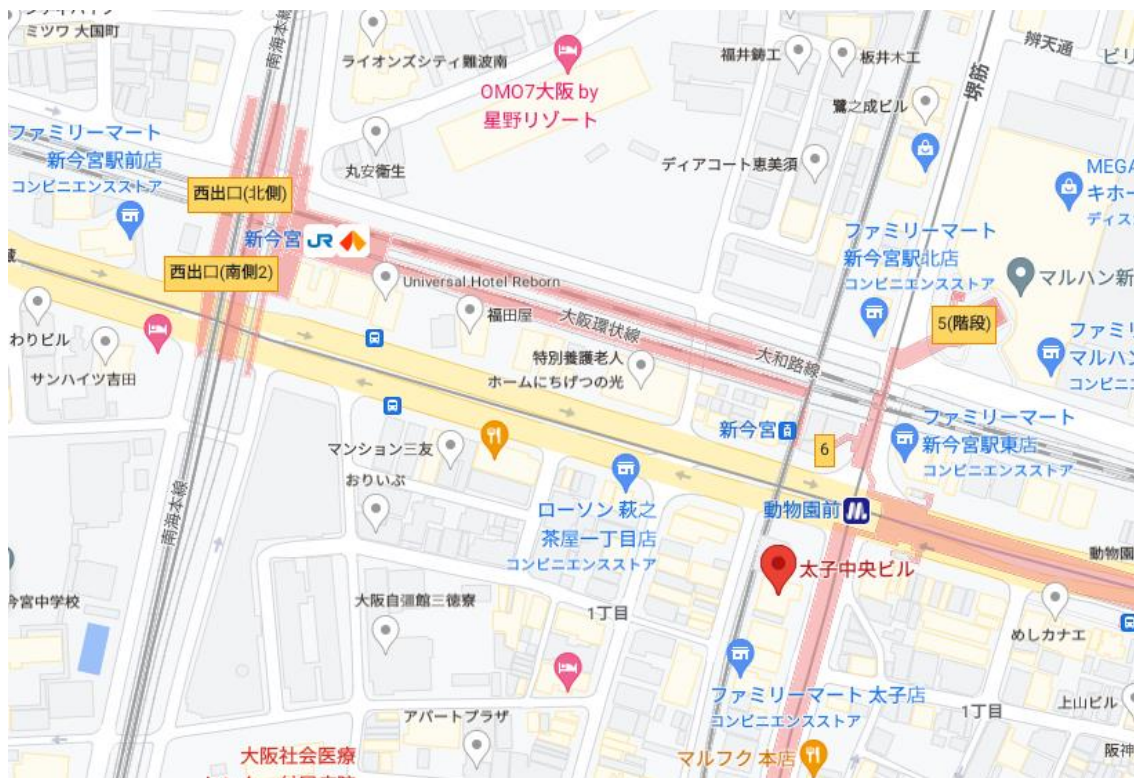 ミツワ 大国町
南海本線
ライオンズシティ難波南
OMO7大阪 by
星野リゾート
福井鋳工
板井木工
堺筋
辨天通
ビリ
鷺之成ビル
ファミリーマート
新今宮駅前店
コンビニエンスストア
丸安衛生
ディアコート恵美須
MEGA
キホー
ディス
西出口(北側)
新今宮
JR
西出口(南側2)
Universal Hotel Reborn
ファミリーマート
新今宮駅北店
コンビニエンスストア
マルハン新
蔵
福田屋
大阪環状線
5(階段)
わりビル
サンハイツ吉田
特別養護老人
ホームにちげつの光
大和路線
ファミリ
マルハン
コンビニ
新今宮
6
ファミリーマート
新今宮駅東店
コンビニエンスストア
マンション三友
おりいぶ
南海本線
ローソン 萩之
茶屋一丁目店
コンビニエンスストア
動物園前
太子中央ビル
動物園
今宮中学校
大阪自彊館三徳寮
1丁目
めしカナエ
ファミリーマート 太子店
コンビニエンスストア
1丁目
上山ビル
アパートプラザ
大阪社会医療
マルフク 本店
阪神